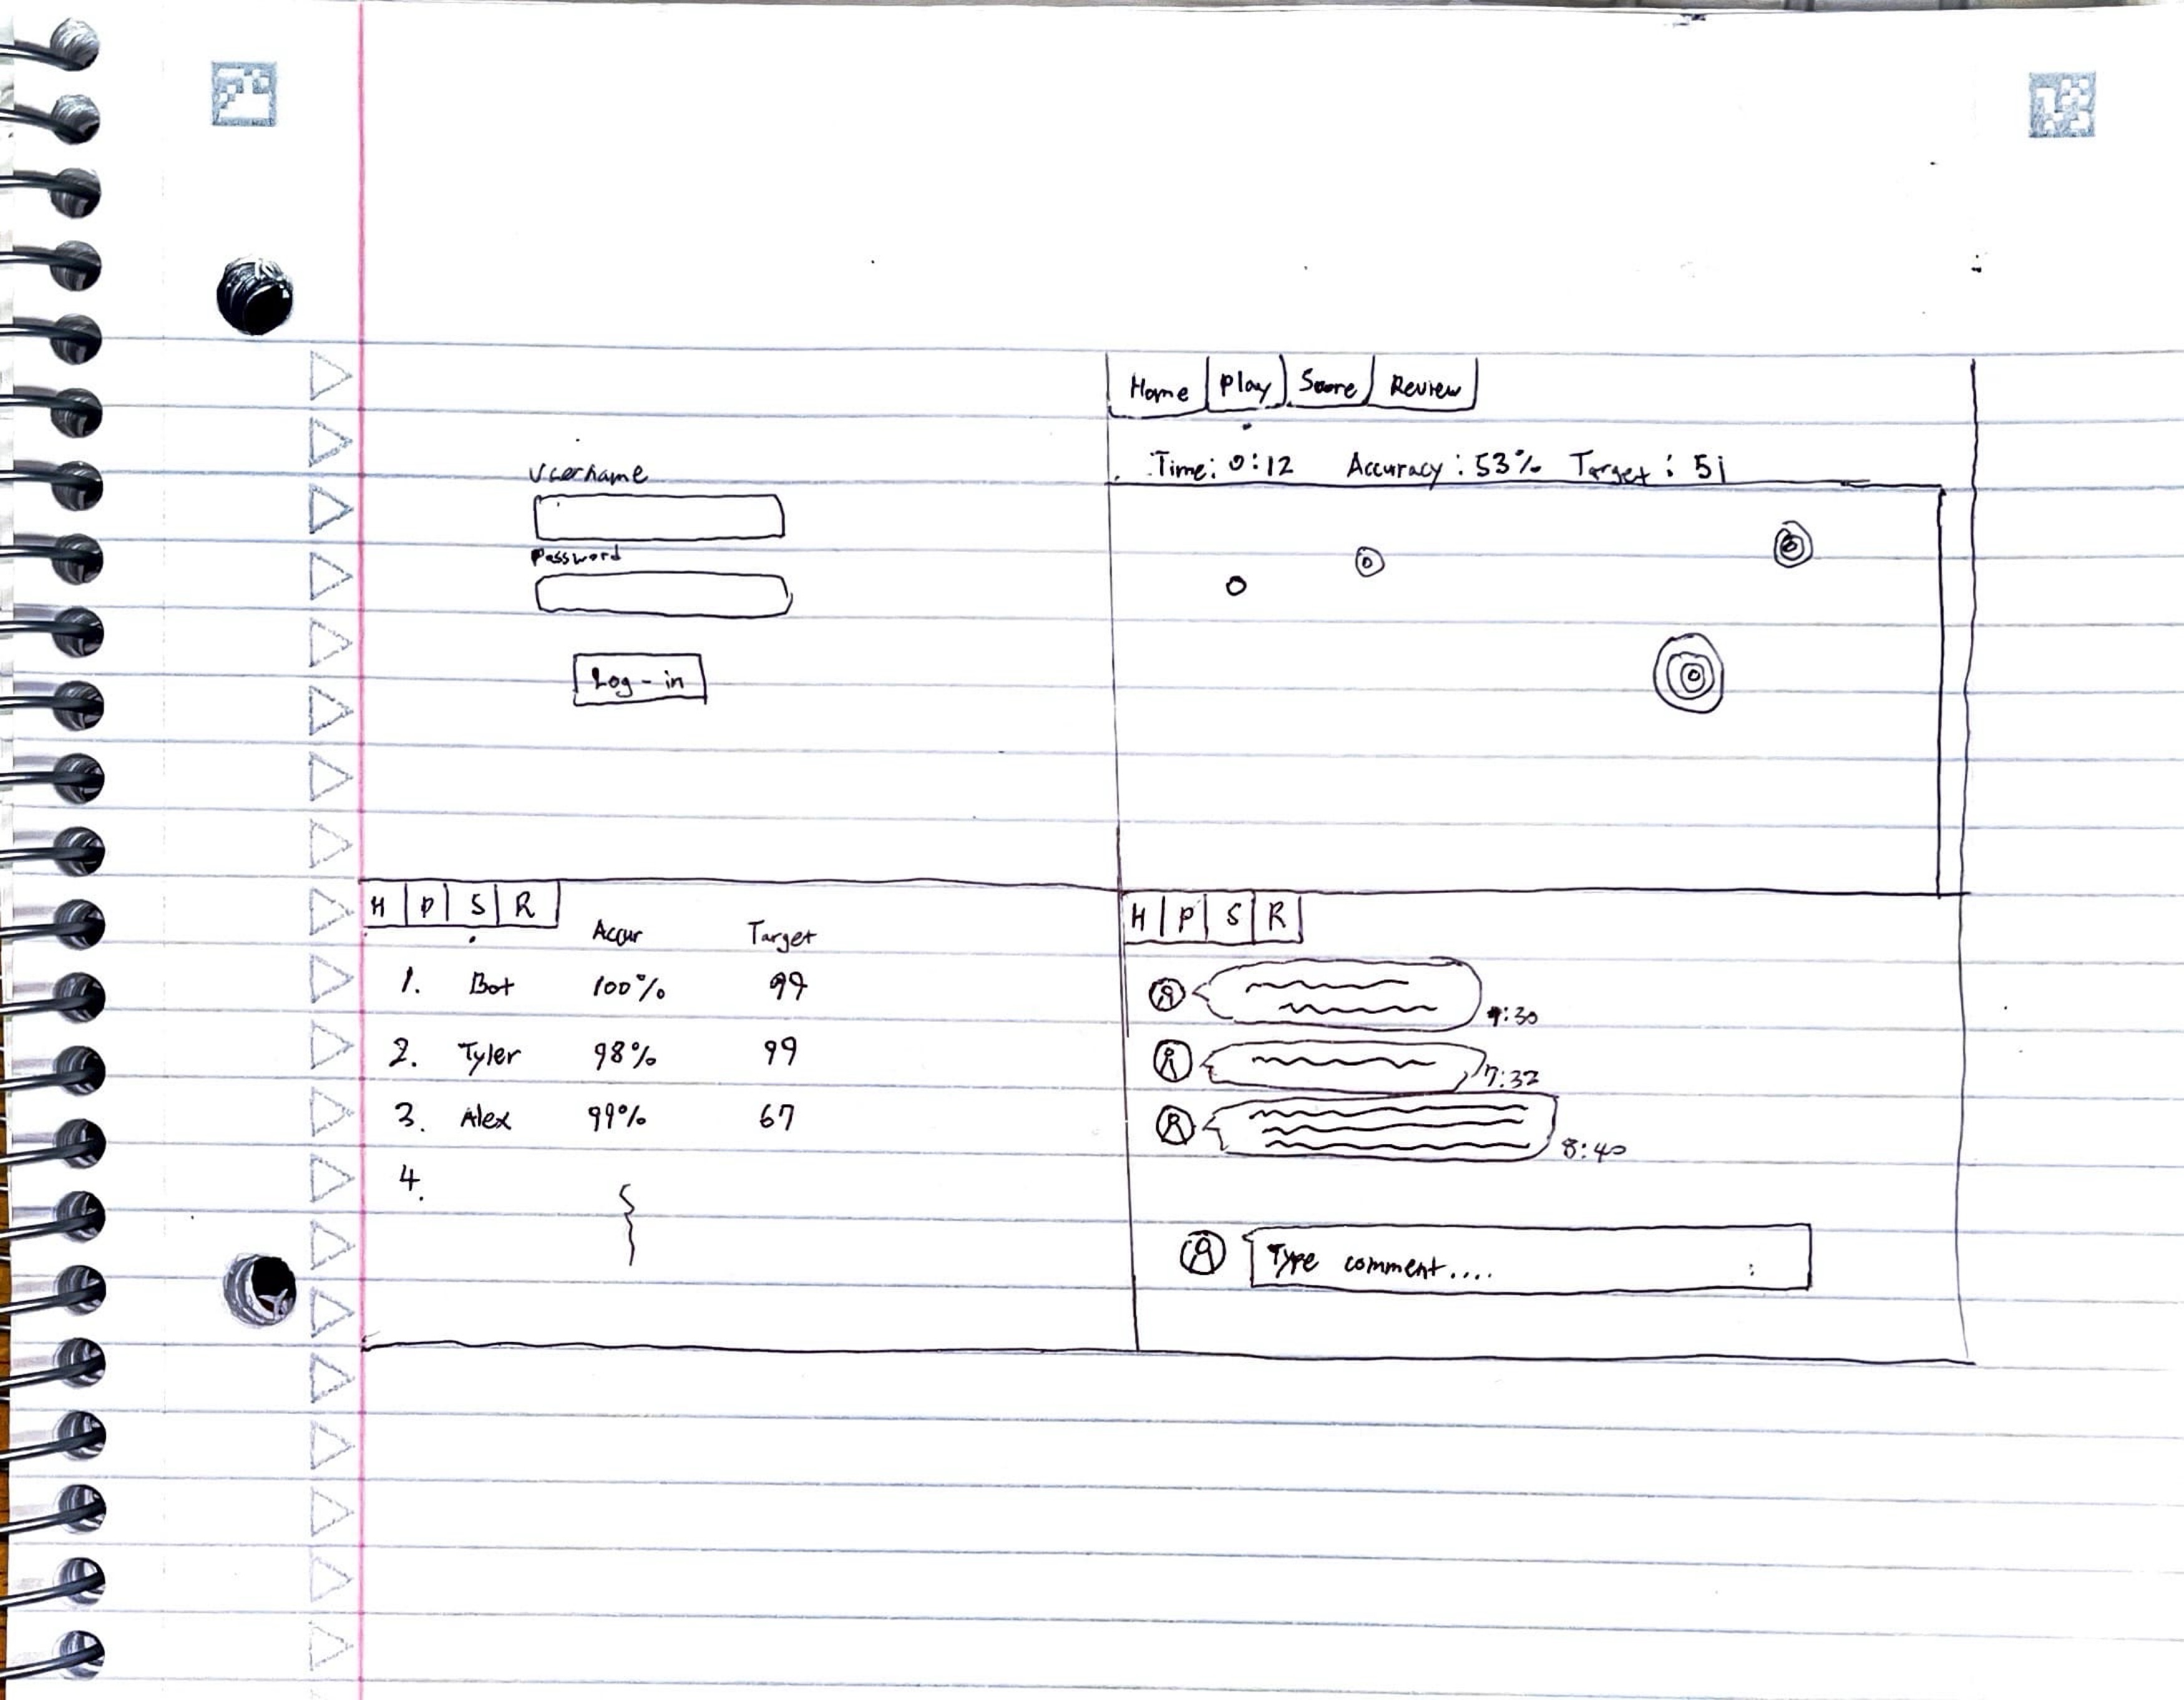 Username
Password
Log-in
Home Play Score Review
Time: 0:12 Accuracy: 53% Target: 51
H P S R
Accur Target
1. Bot 100% 99
2. Tyler 98% 99
3. Alex 99% 67
4.
H P S R
:30
7:32
8:40
Type comment....